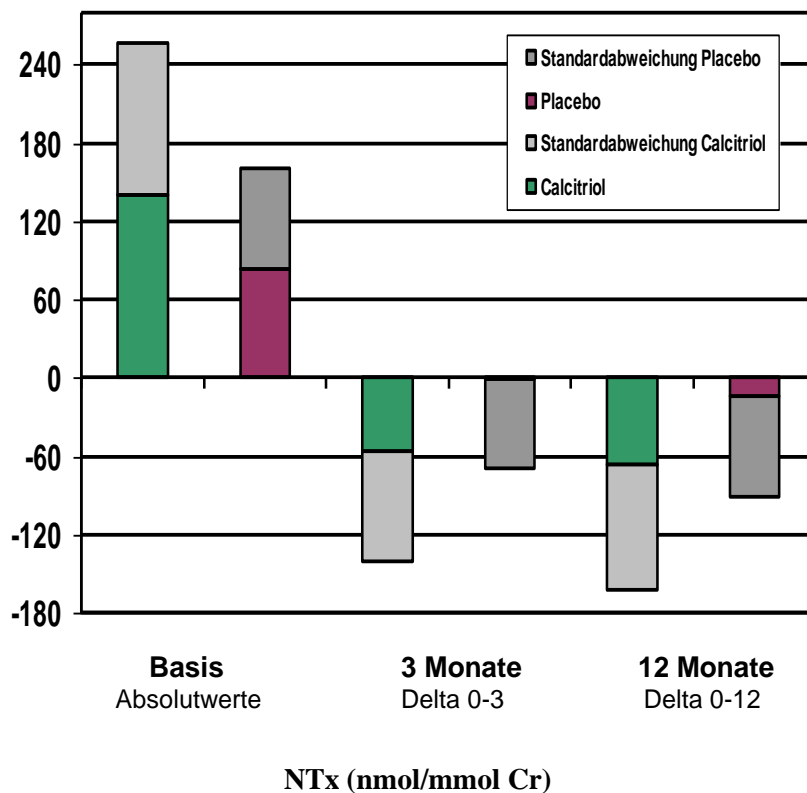 240
180
120
60
0
-60
-120
-180
Standardabweichung Placebo
Placebo
Standardabweichung Calcitriol
Calcitriol
Basis
Absolutwerte
3 Monate
Delta 0-3
12 Monate
Delta 0-12
NTx (nmol/mmol Cr)